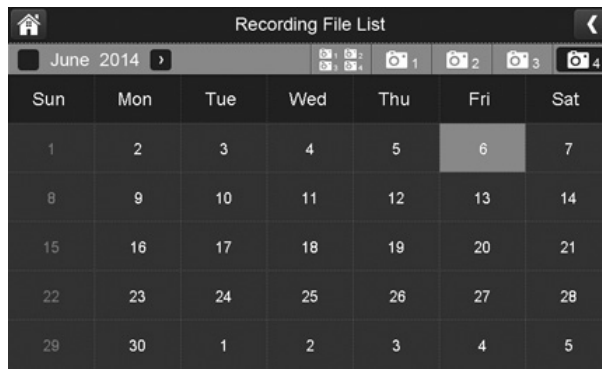 Recording File List
June 2014 1 2 3 4 1 2 3 4
Sun Mon Tue Wed Thu Fri Sat
1 2 3 4 5 6 7
8 9 10 11 12 13 14
15 16 17 18 19 20 21
22 23 24 25 26 27 28
29 30 1 2 3 4 5